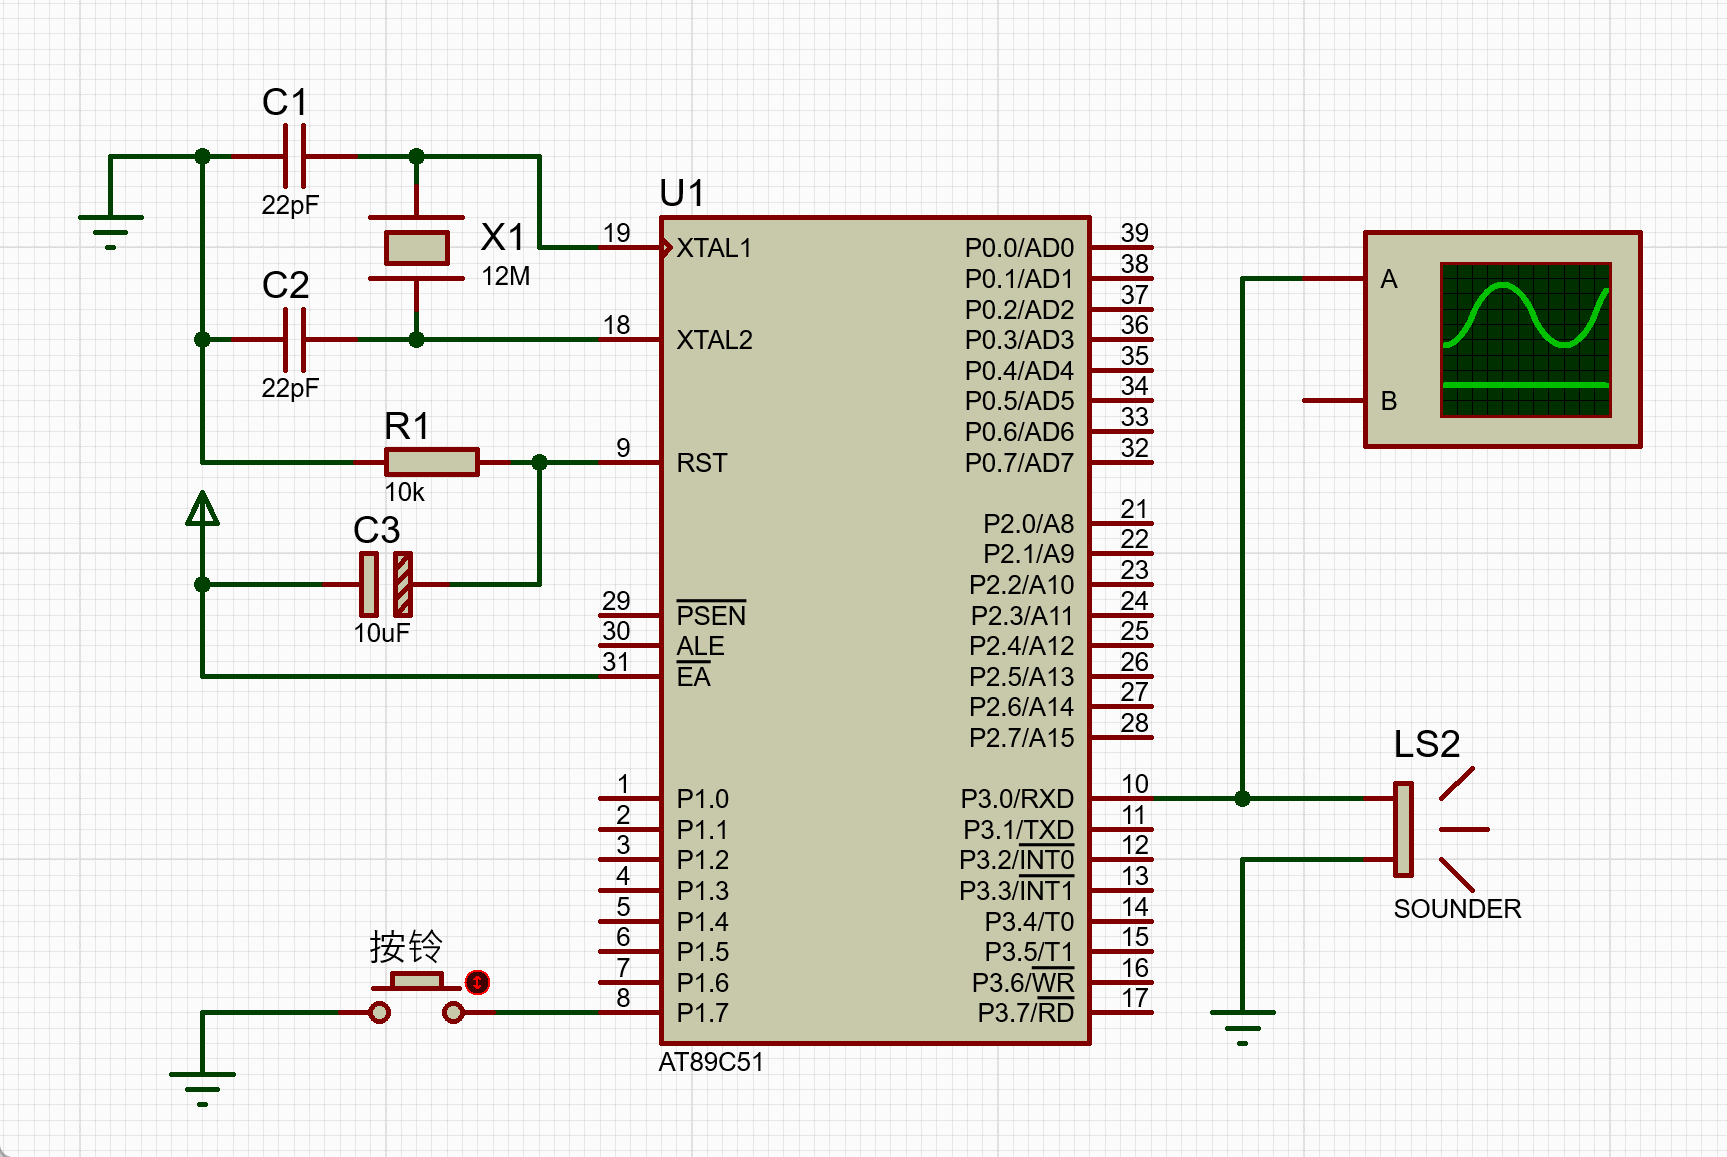 C1
22pF
X1
12M
C2
22pF
R1
10k
C3
10uF
按铃
U1
19 XTAL1
18 XTAL2
9 RST
29 PSEN
30 ALE
31 EA
1 P1.0
2 P1.1
3 P1.2
4 P1.3
5 P1.4
6 P1.5
7 P1.6
8 P1.7
P0.0/AD0 39
P0.1/AD1 38
P0.2/AD2 37
P0.3/AD3 36
P0.4/AD4 35
P0.5/AD5 34
P0.6/AD6 33
P0.7/AD7 32
P2.0/A8 21
P2.1/A9 22
P2.2/A10 23
P2.3/A11 24
P2.4/A12 25
P2.5/A13 26
P2.6/A14 27
P2.7/A15 28
P3.0/RXD 10
P3.1/TXD 11
P3.2/INT0 12
P3.3/INT1 13
P3.4/T0 14
P3.5/T1 15
P3.6/WR 16
P3.7/RD 17
AT89C51
A
B
LS2
SOUNDER